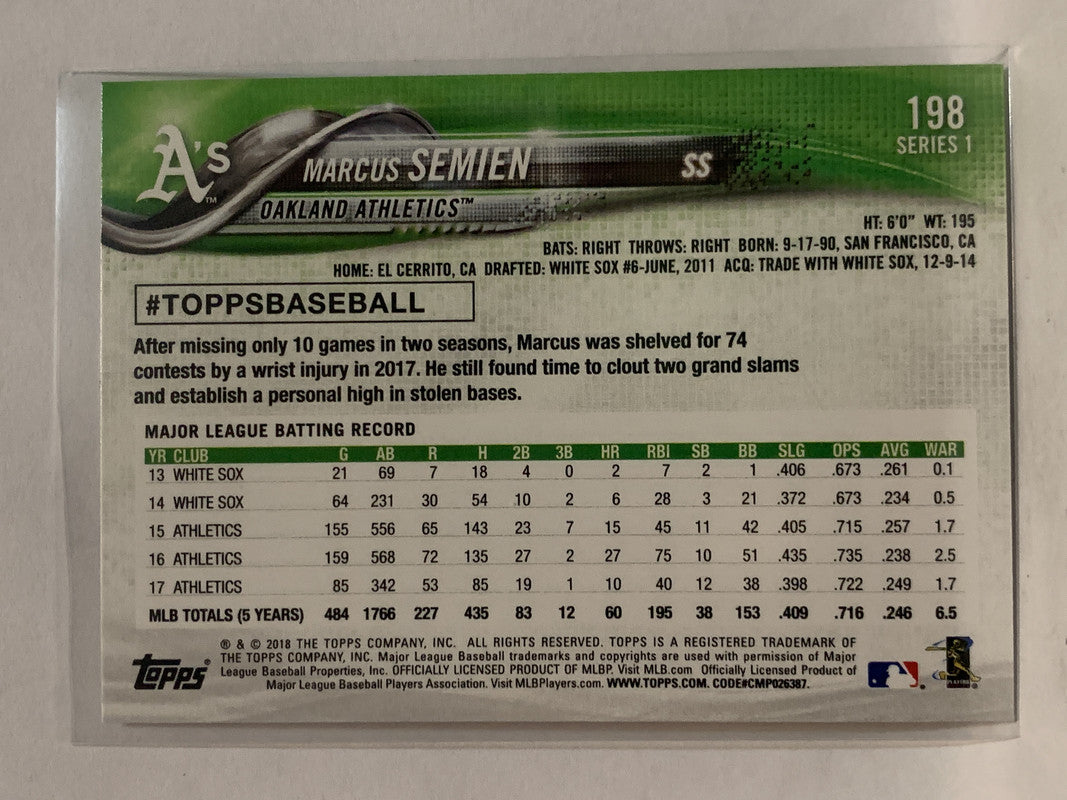 198
SERIES 1
A's™
MARCUS SEMIEN SS
OAKLAND ATHLETICS™
HT: 6'0" WT: 195
BATS: RIGHT THROWS: RIGHT BORN: 9-17-90, SAN FRANCISCO, CA
HOME: EL CERRITO, CA DRAFTED: WHITE SOX #6-JUNE, 2011 ACQ: TRADE WITH WHITE SOX, 12-9-14
#TOPPSBASEBALL
After missing only 10 games in two seasons, Marcus was shelved for 74
contests by a wrist injury in 2017. He still found time to clout two grand slams
and establish a personal high in stolen bases.
MAJOR LEAGUE BATTING RECORD
YR CLUB G AB R H 2B 3B HR RBI SB BB SLG OPS AVG WAR
13 WHITE SOX 21 69 7 18 4 0 2 7 2 1 .406 .673 .261 0.1
14 WHITE SOX 64 231 30 54 10 2 6 28 3 21 .372 .673 .234 0.5
15 ATHLETICS 155 556 65 143 23 7 15 45 11 42 .405 .715 .257 1.7
16 ATHLETICS 159 568 72 135 27 2 27 75 10 51 .435 .735 .238 2.5
17 ATHLETICS 85 342 53 85 19 1 10 40 12 38 .398 .722 .249 1.7
MLB TOTALS (5 YEARS) 484 1766 227 435 83 12 60 195 38 153 .409 .716 .246 6.5
® & © 2018 THE TOPPS COMPANY, INC. ALL RIGHTS RESERVED. TOPPS IS A REGISTERED TRADEMARK OF
THE TOPPS COMPANY, INC. Major League Baseball trademarks and copyrights are used with permission of Major
League Baseball Properties, Inc. OFFICIALLY LICENSED PRODUCT OF MLBP. Visit MLB.com Officially Licensed Product of
Major League Baseball Players Association. Visit MLBPlayers.com. WWW.TOPPS.COM. CODE#CMP026387.
topps®
PLAYERS